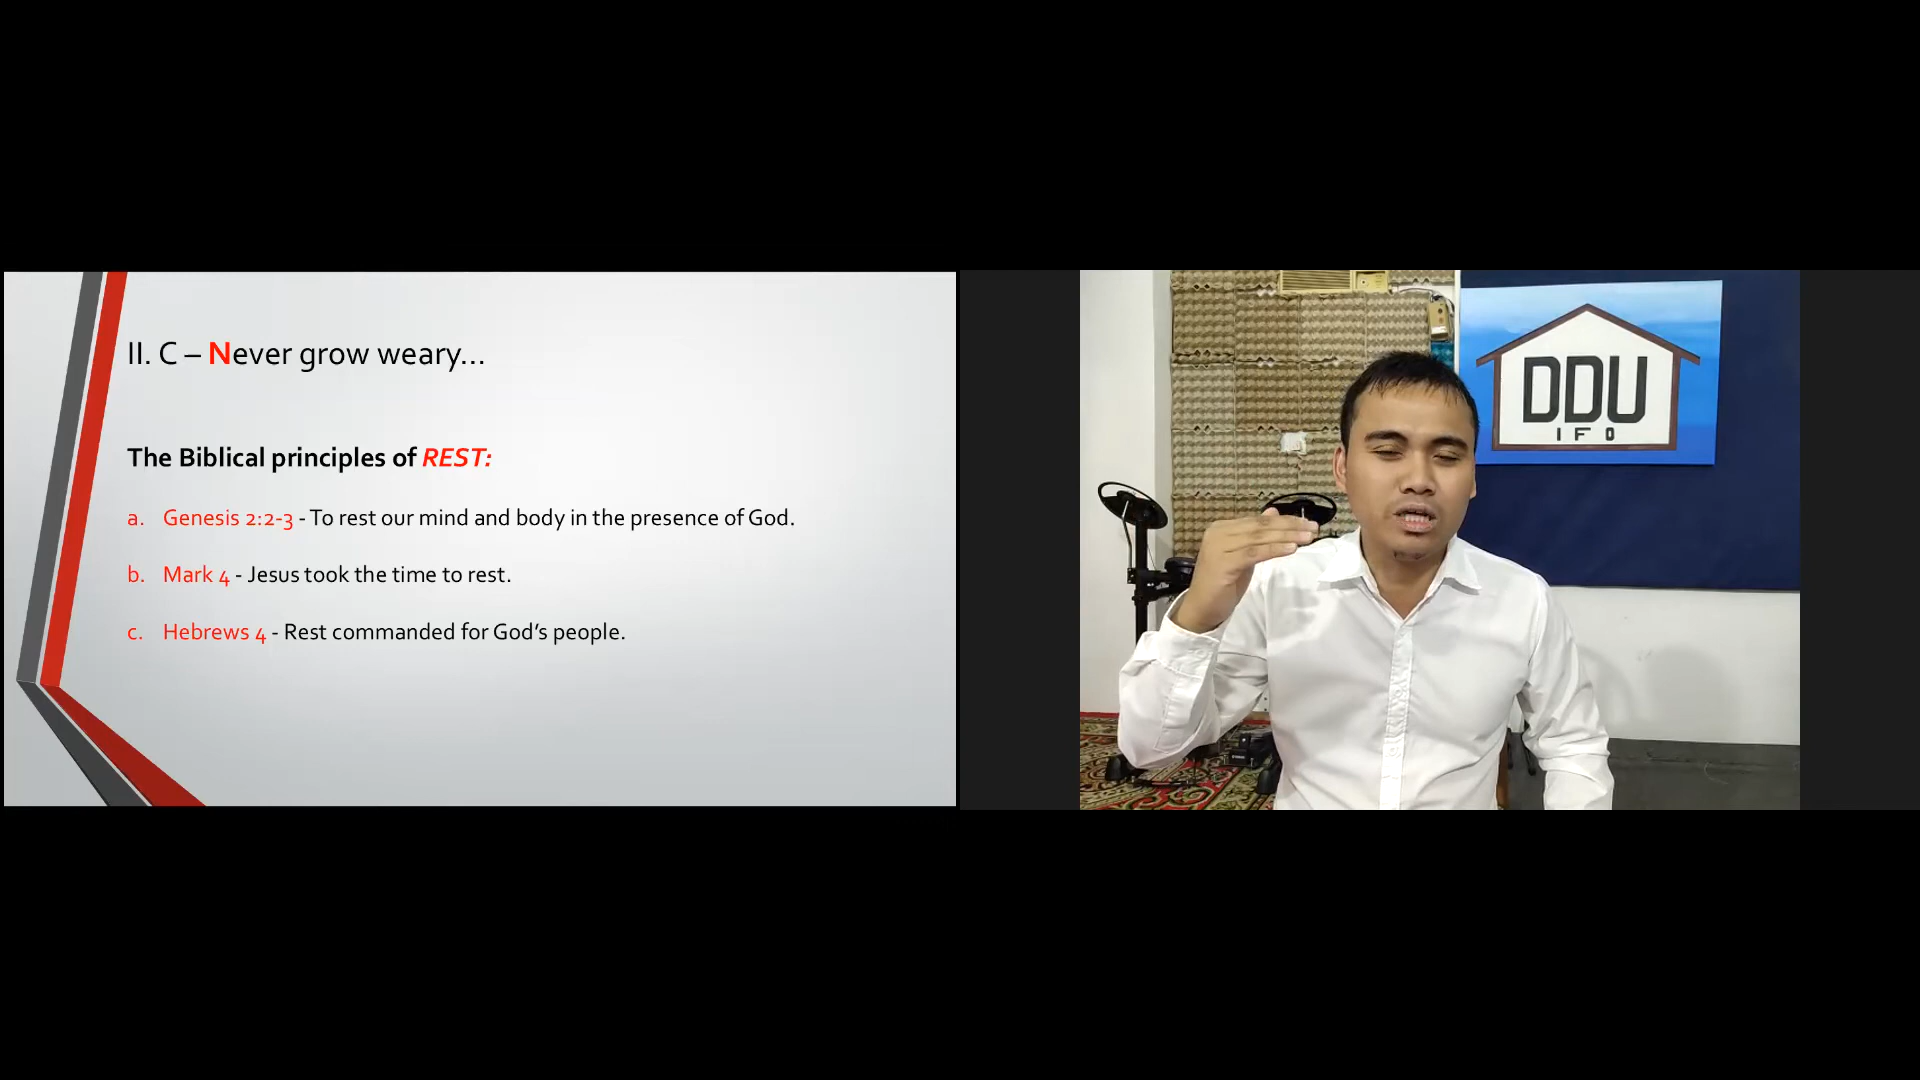 II. C – Never grow weary...
The Biblical principles of REST:
a. Genesis 2:2-3 - To rest our mind and body in the presence of God.
b. Mark 4 - Jesus took the time to rest.
c. Hebrews 4 - Rest commanded for God’s people.
DDU
IFO